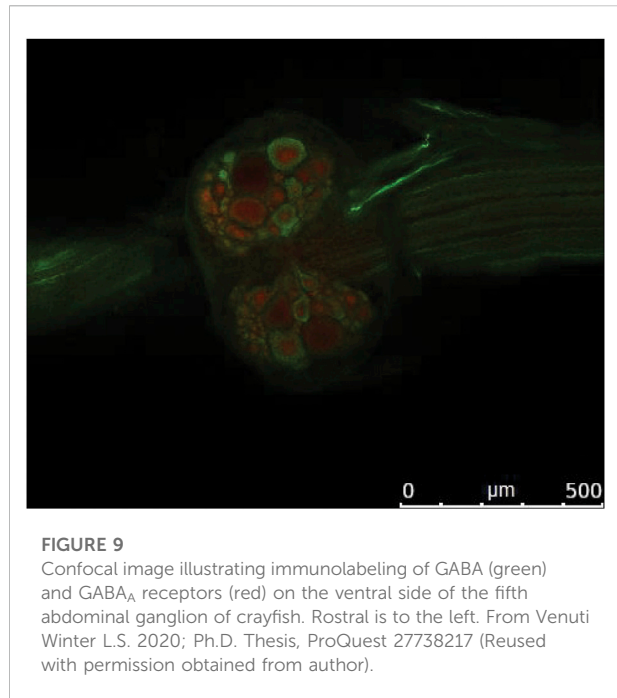 0 μm 500
FIGURE 9
Confocal image illustrating immunolabeling of GABA (green)
and GABAA receptors (red) on the ventral side of the fifth
abdominal ganglion of crayfish. Rostral is to the left. From Venuti
Winter L.S. 2020; Ph.D. Thesis, ProQuest 27738217 (Reused
with permission obtained from author).